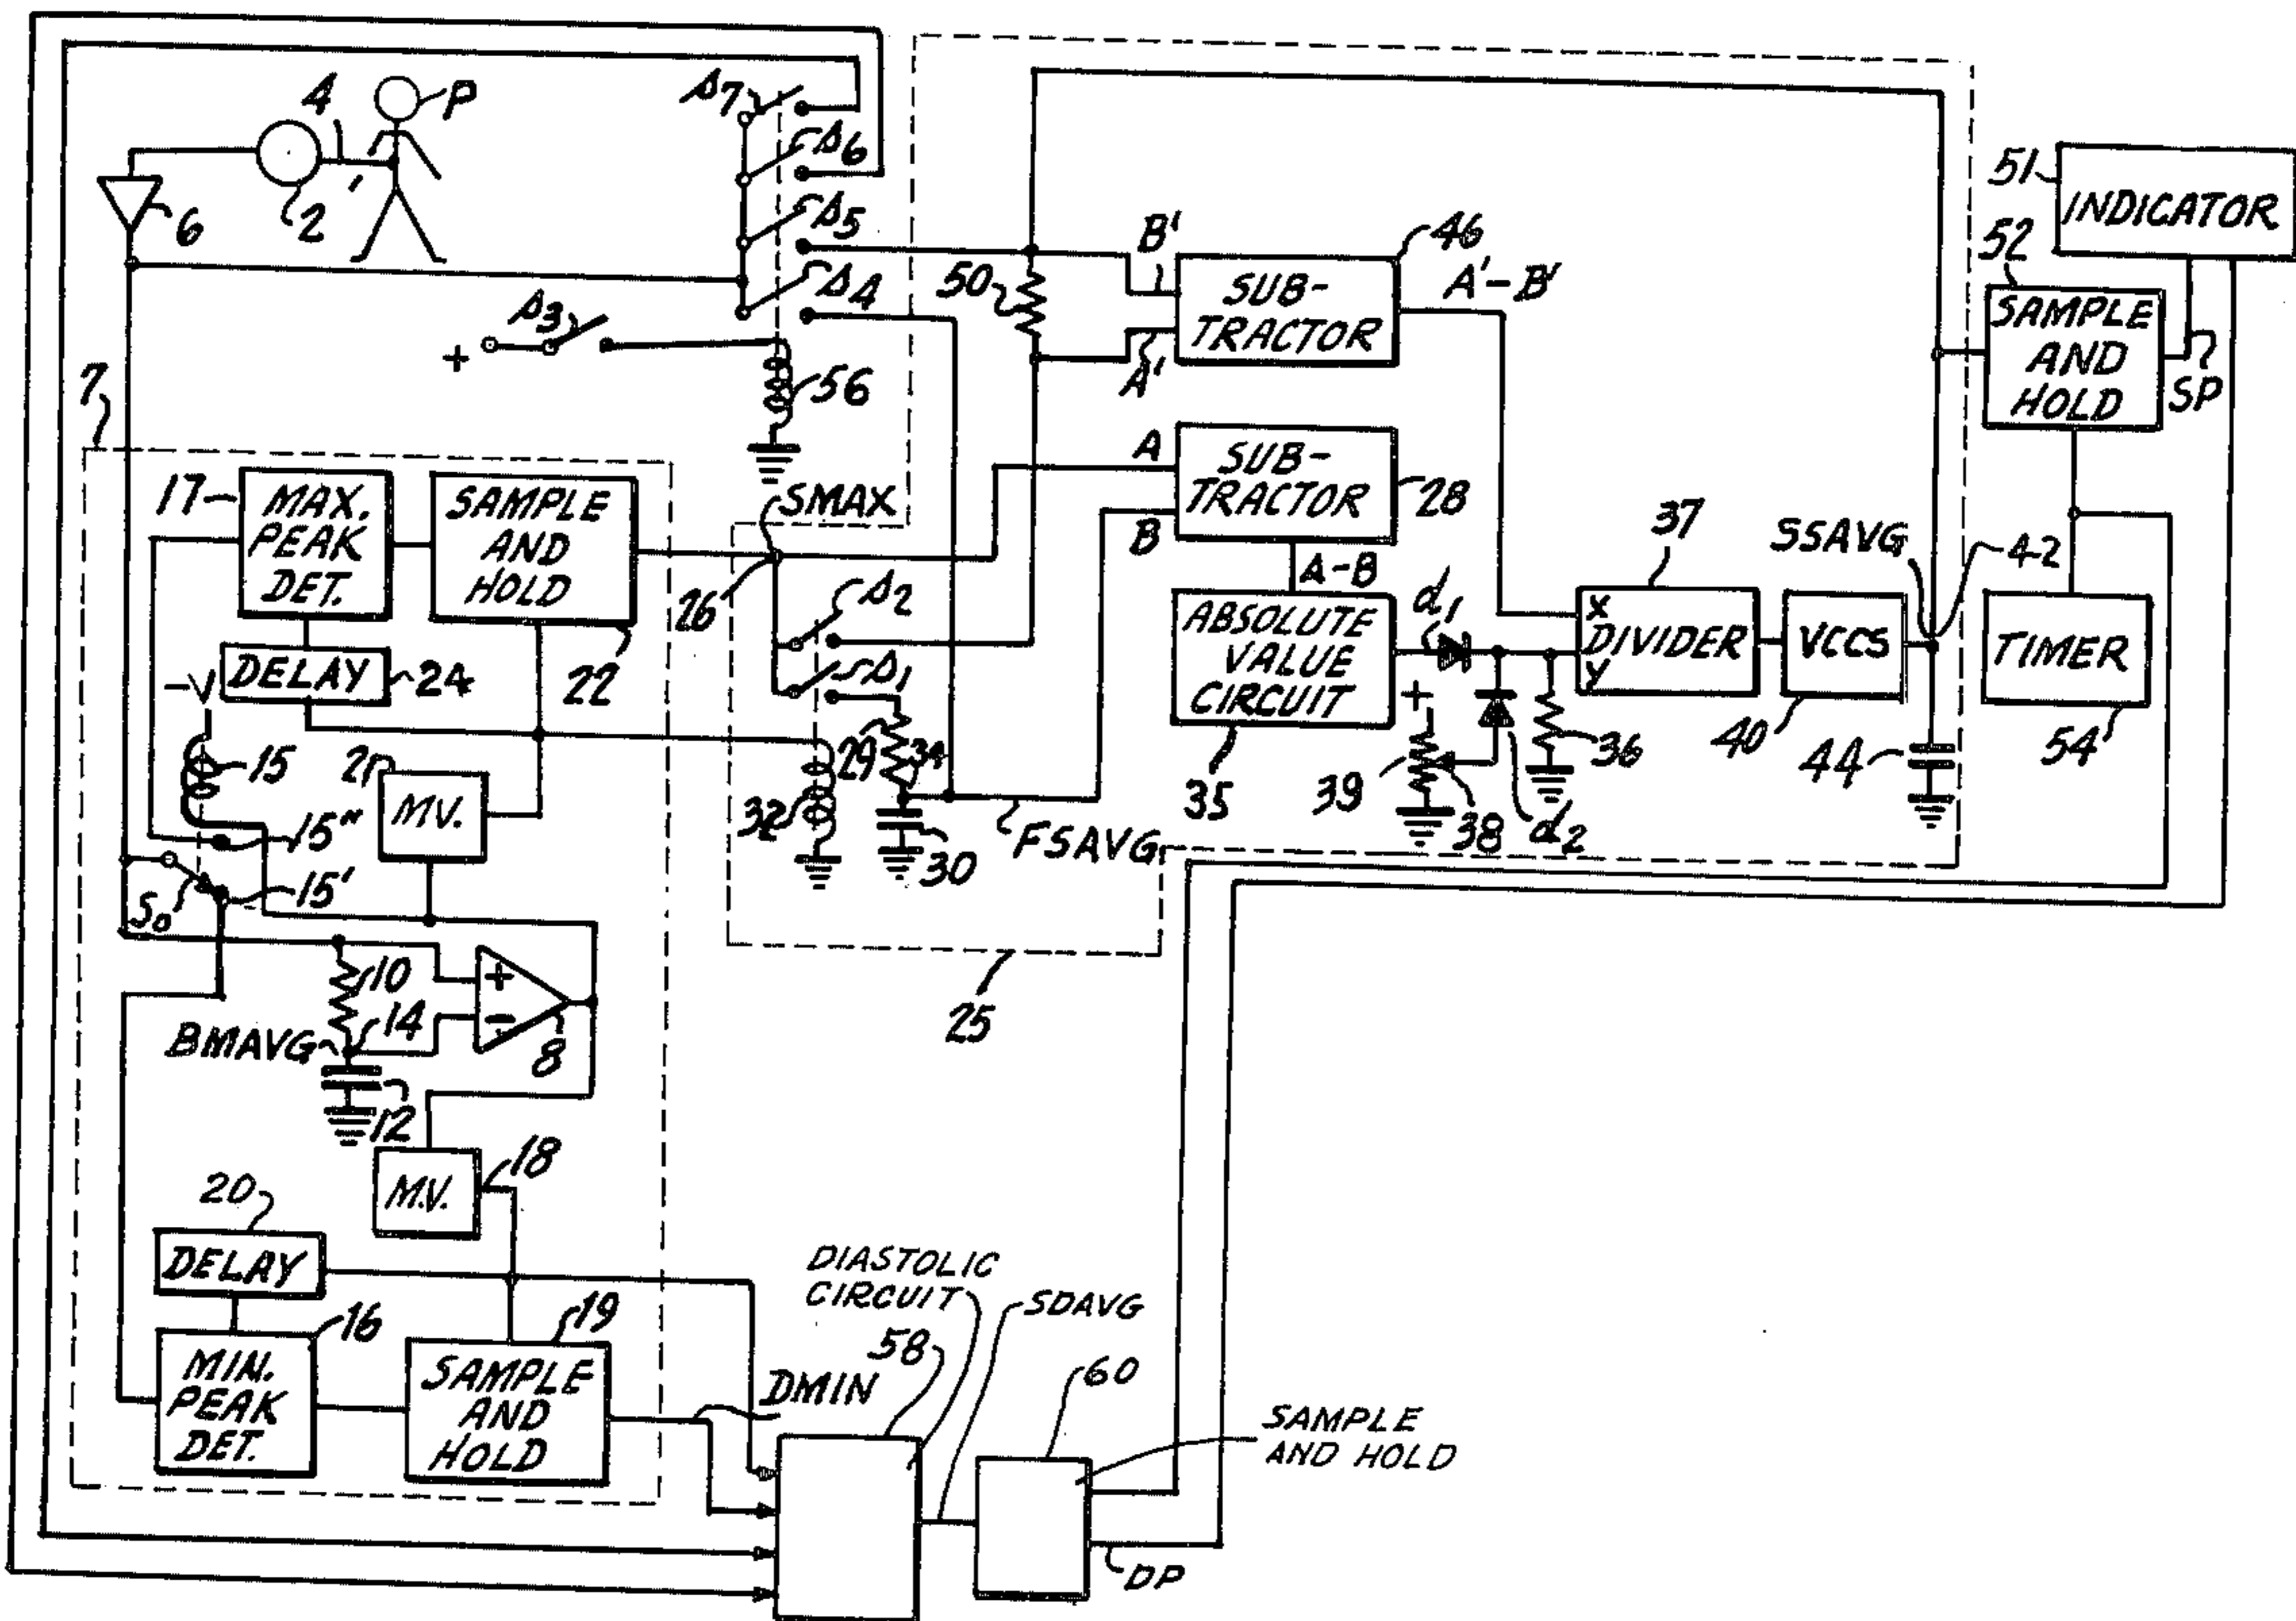 4
P
6
2
s7
s6
s5
s4
s3
+
56
7
17
MAX.
PEAK
DET.
SAMPLE
AND
HOLD
22
DELAY
24
-V
15
15"
15'
S0
21
MV.
10
14
BMAVG
12
+
-
8
M.V.
18
20
DELAY
16
MIN.
PEAK
DET.
19
SAMPLE
AND
HOLD
SMAX
26
s2
s1
29
34
32
30
FSAVG
25
50
B'
A'
46
SUB-
TRACTOR
A'-B'
A
B
SUB-
TRACTOR
28
A-B
ABSOLUTE
VALUE
CIRCUIT
35
d1
+
39
38
d2
36
37
X
DIVIDER
Y
VCCS
40
SSAVG
42
44
51
INDICATOR
52
SAMPLE
AND
HOLD
SP
TIMER
54
DIASTOLIC
CIRCUIT
58
DMIN
SDAVG
60
SAMPLE
AND HOLD
DP